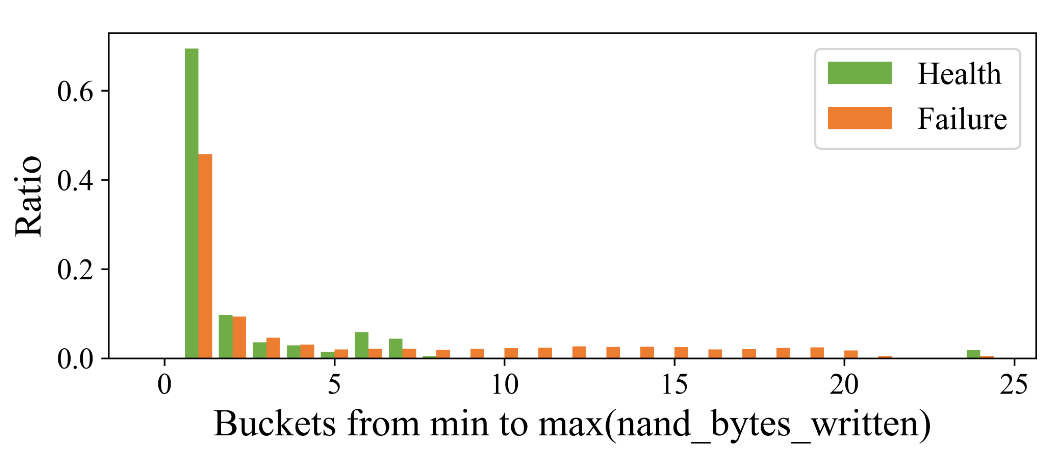 Health
Failure
0.6
0.4
0.2
0.0
Ratio
0 5 10 15 20 25
Buckets from min to max(nand_bytes_written)